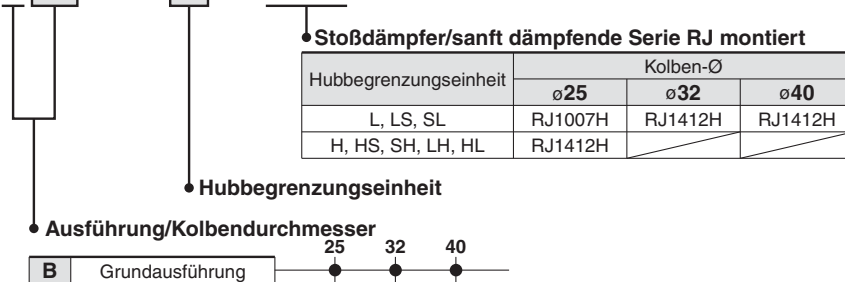 Stoßdämpfer/sanft dämpfende Serie RJ montiert
Hubbegrenzungseinheit Kolben-Ø
ø25 ø32 ø40
L, LS, SL RJ1007H RJ1412H RJ1412H
H, HS, SH, LH, HL RJ1412H
Hubbegrenzungseinheit
Ausführung/Kolbendurchmesser
25 32 40
B Grundausführung